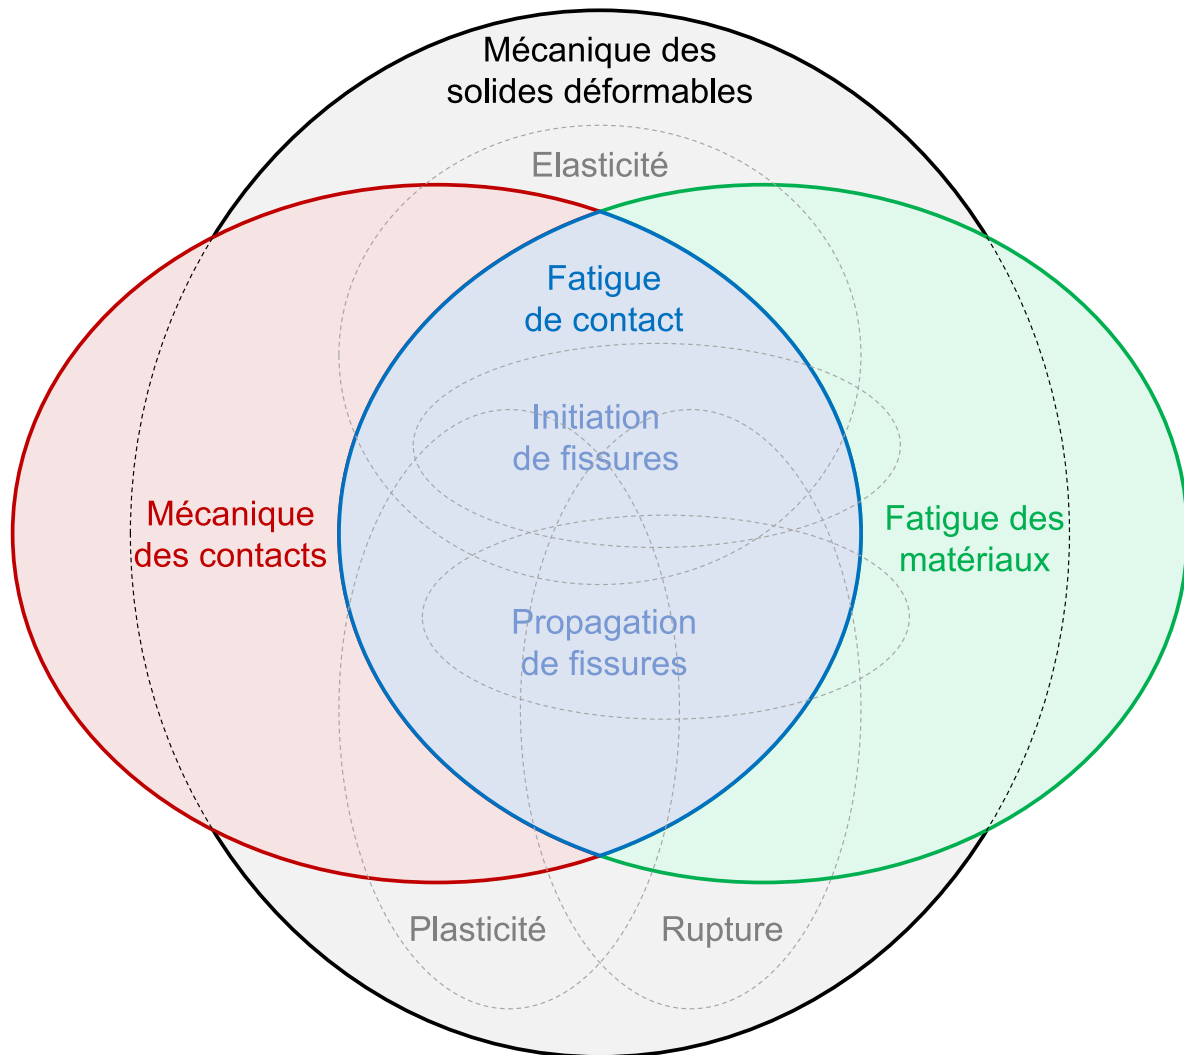 Mécanique des
solides déformables
Elasticité
Fatigue
de contact
Initiation
de fissures
Mécanique
des contacts
Fatigue des
matériaux
Propagation
de fissures
Plasticité
Rupture